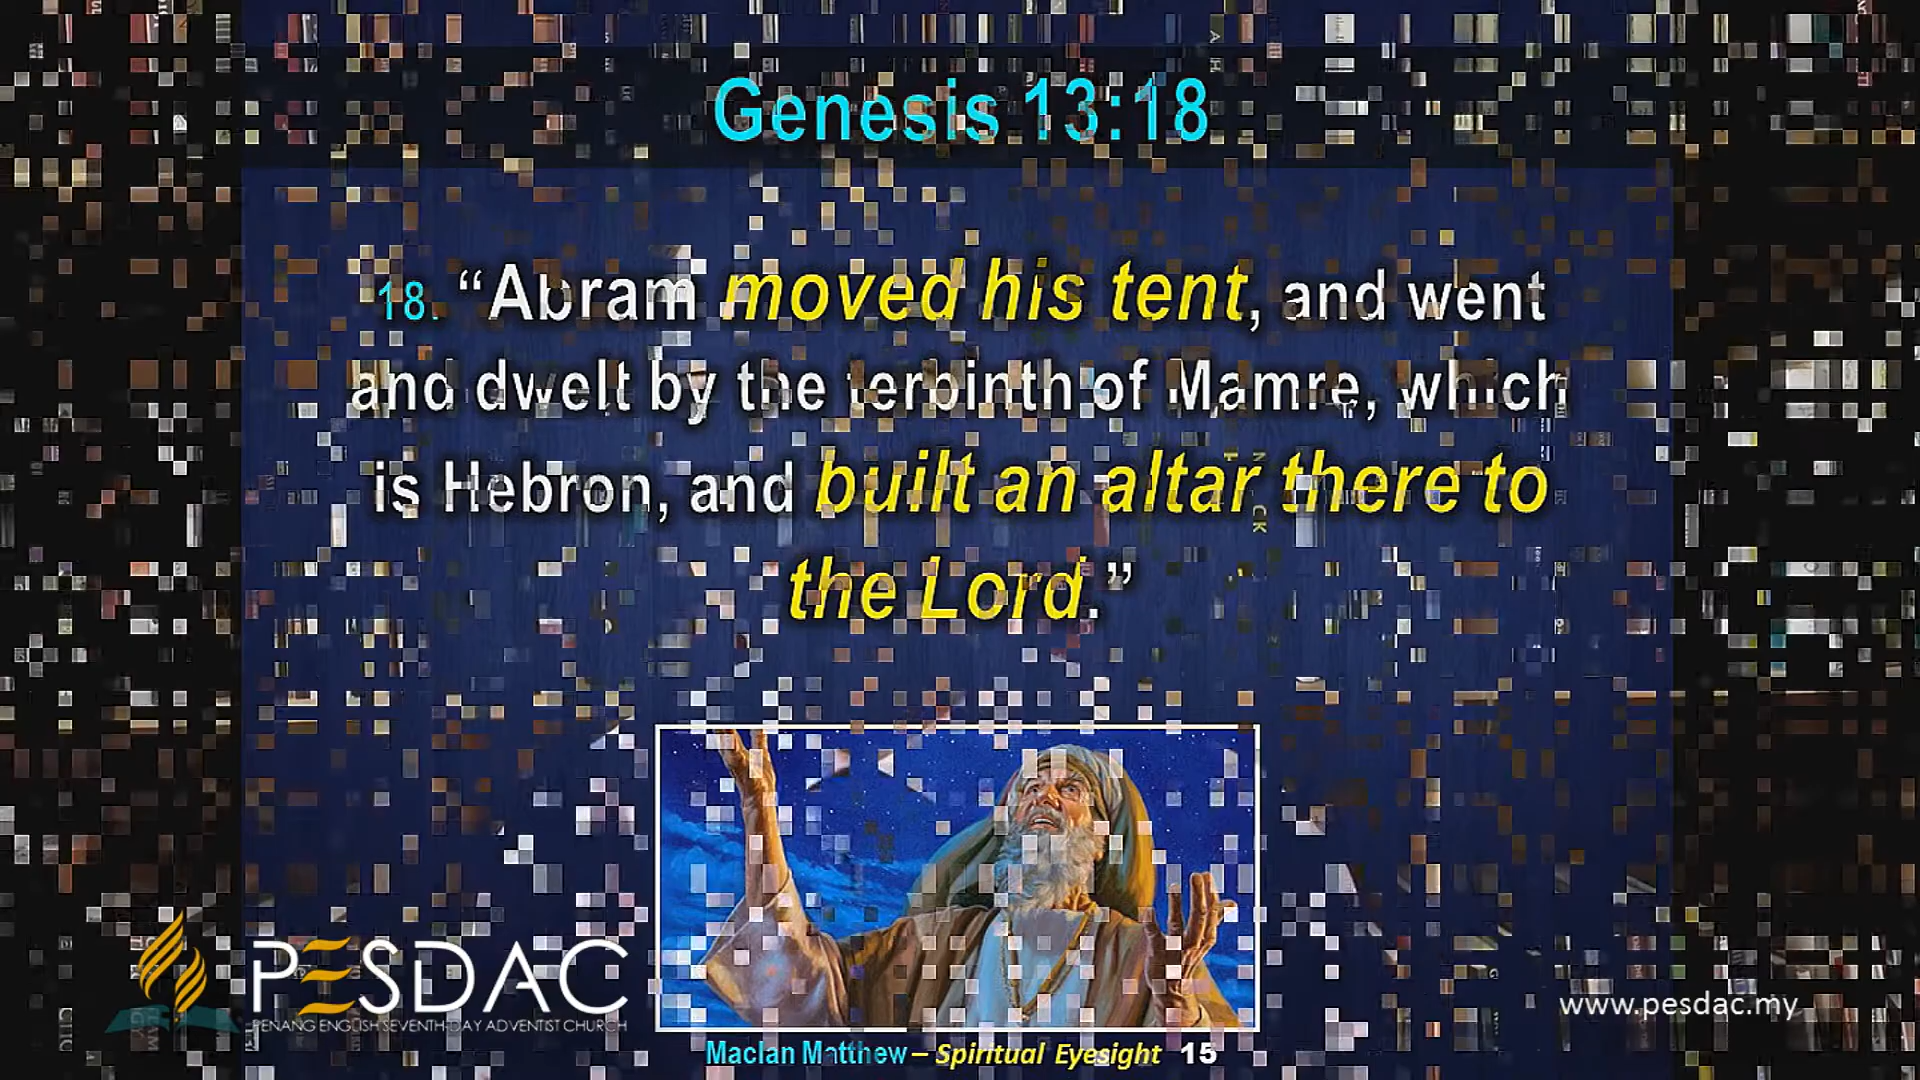 Genesis 13:18
18. “Abram moved his tent, and went
and dwelt by the terbinth of Mamre, which
is Hebron, and built an altar there to
the Lord.”
PESDAC
PENANG ENGLISH SEVENTH-DAY ADVENTIST CHURCH
www.pesdac.my
Maclan Matthew – Spiritual Eyesight 15